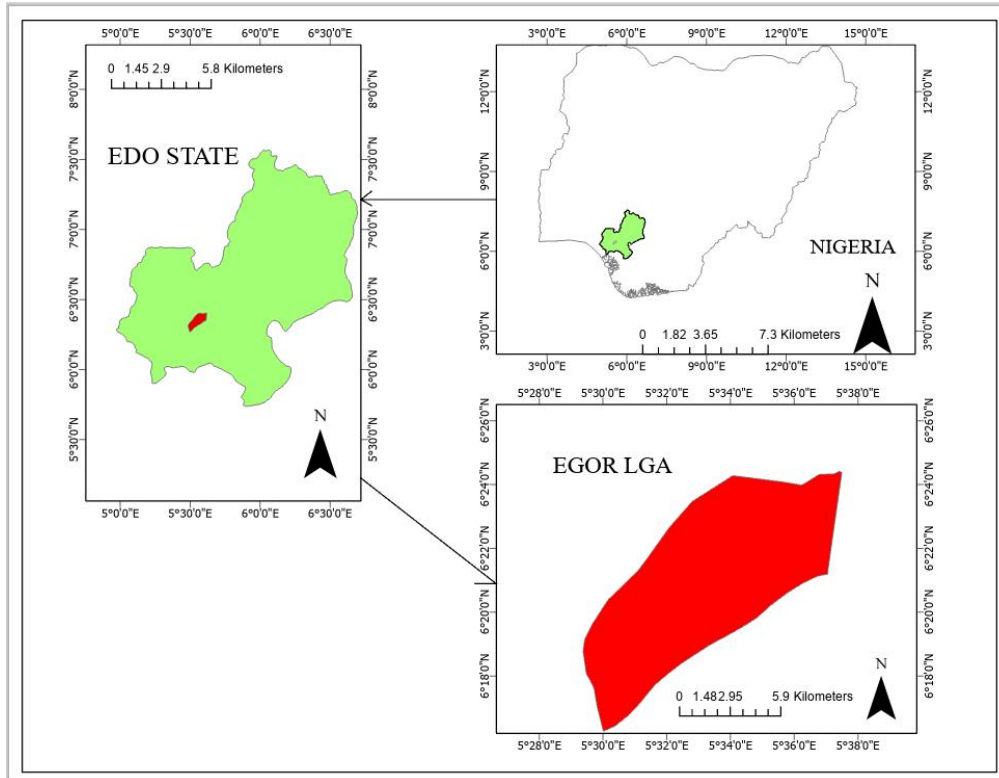 5°0'0"E 5°30'0"E 6°0'0"E 6°30'0"E
0 1.45 2.9 5.8 Kilometers
EDO STATE
8°0'0"N
7°30'0"N
7°0'0"N
6°30'0"N
6°0'0"N
5°30'0"N
8°0'0"N
7°30'0"N
7°0'0"N
6°30'0"N
6°0'0"N
5°30'0"N
N
5°0'0"E 5°30'0"E 6°0'0"E 6°30'0"E
3°0'0"E 6°0'0"E 9°0'0"E 12°0'0"E 15°0'0"E
12°0'0"N
9°0'0"N
6°0'0"N
3°0'0"N
12°0'0"N
9°0'0"N
6°0'0"N
3°0'0"N
NIGERIA
N
0 1.82 3.65 7.3 Kilometers
3°0'0"E 6°0'0"E 9°0'0"E 12°0'0"E 15°0'0"E
5°28'0"E 5°30'0"E 5°32'0"E 5°34'0"E 5°36'0"E 5°38'0"E
6°26'0"N
6°24'0"N
6°22'0"N
6°20'0"N
6°18'0"N
6°26'0"N
6°24'0"N
6°22'0"N
6°20'0"N
6°18'0"N
EGOR LGA
N
0 1.482.95 5.9 Kilometers
5°28'0"E 5°30'0"E 5°32'0"E 5°34'0"E 5°36'0"E 5°38'0"E